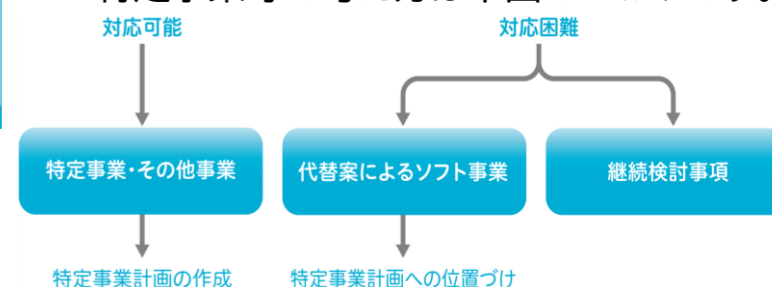 対応可能
対応困難
特定事業・その他事業
代替案によるソフト事業
継続検討事項
特定事業計画の作成
特定事業計画への位置づけ